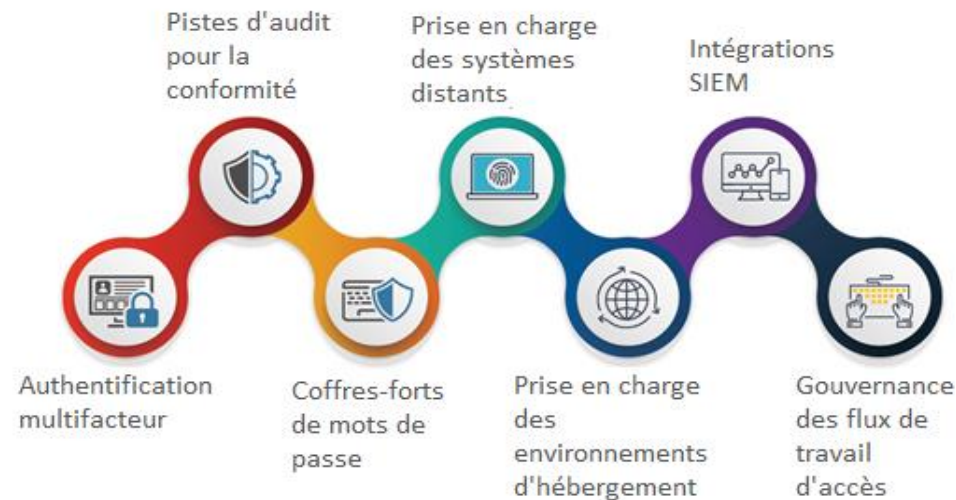 Pistes d'audit
pour la
conformité
Prise en charge
des systèmes
distants
Intégrations
SIEM
Authentification
multifacteur
Coffres-forts
de mots de
passe
Prise en charge
des
environnements
d'hébergement
Gouvernance
des flux de
travail
d'accès